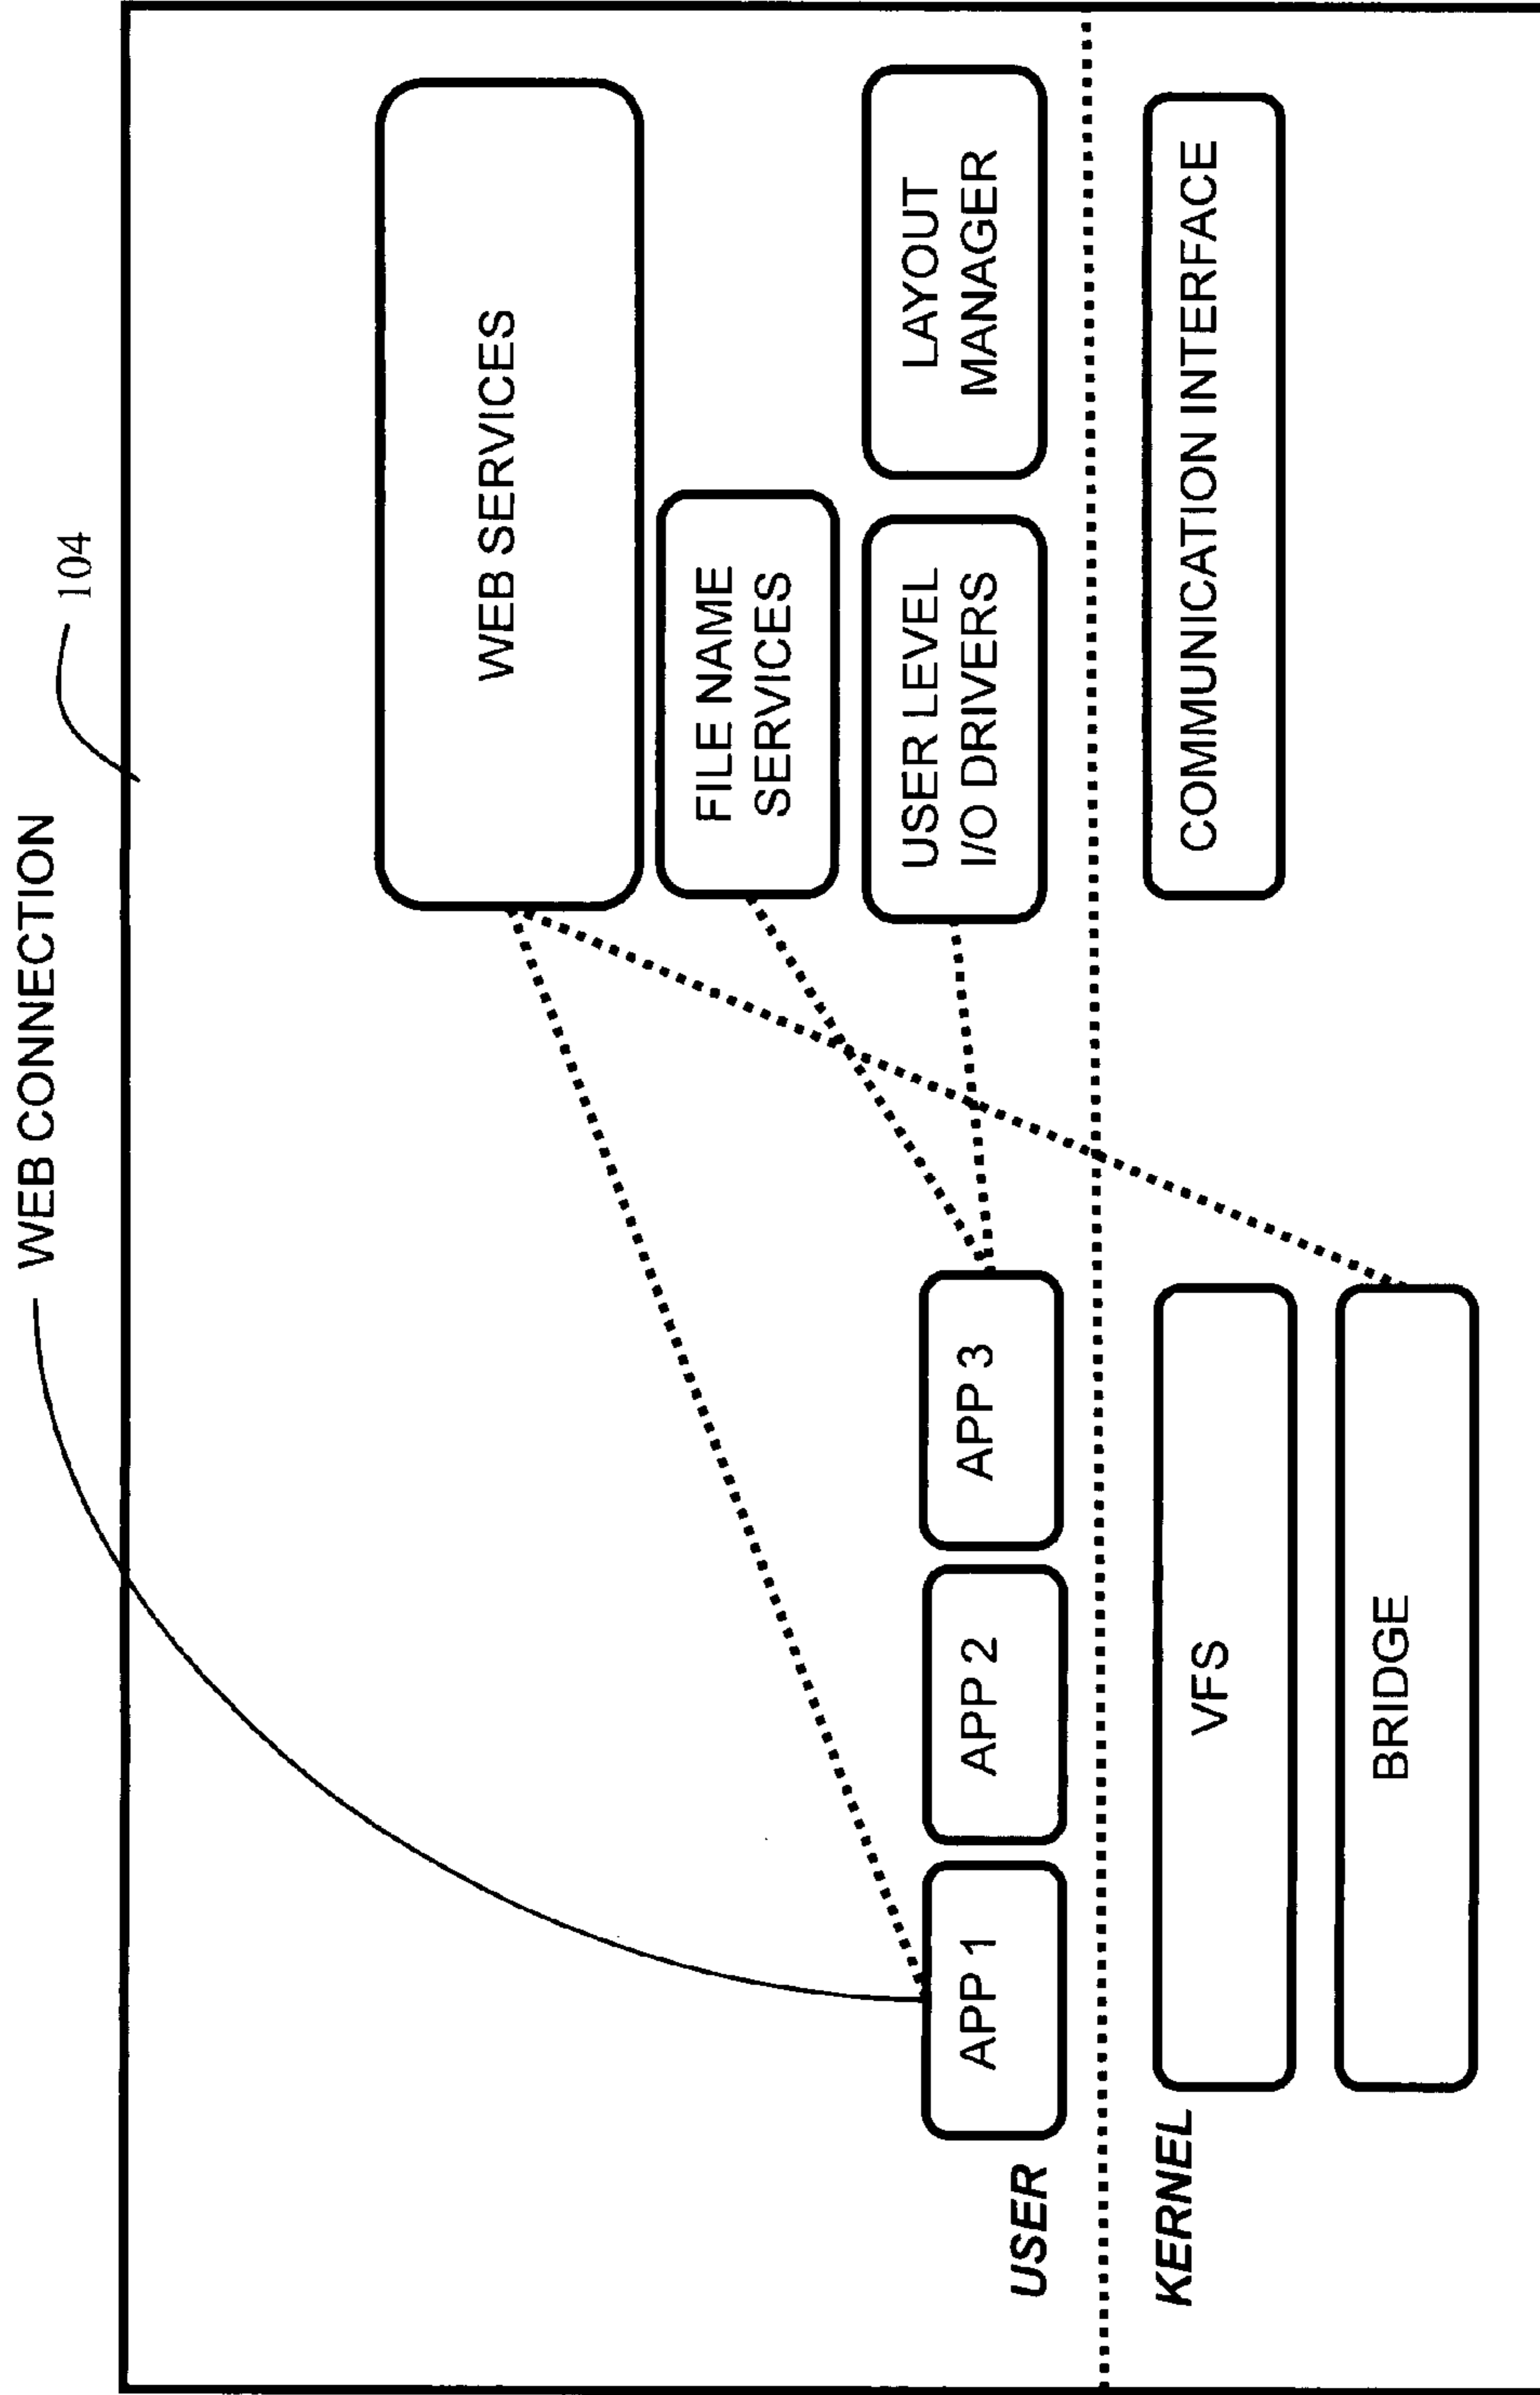 WEB CONNECTION
104
WEB SERVICES
FILE NAME
SERVICES
USER LEVEL
I/O DRIVERS
LAYOUT
MANAGER
APP 1
APP 2
APP 3
USER
KERNEL
VFS
COMMUNICATION INTERFACE
BRIDGE